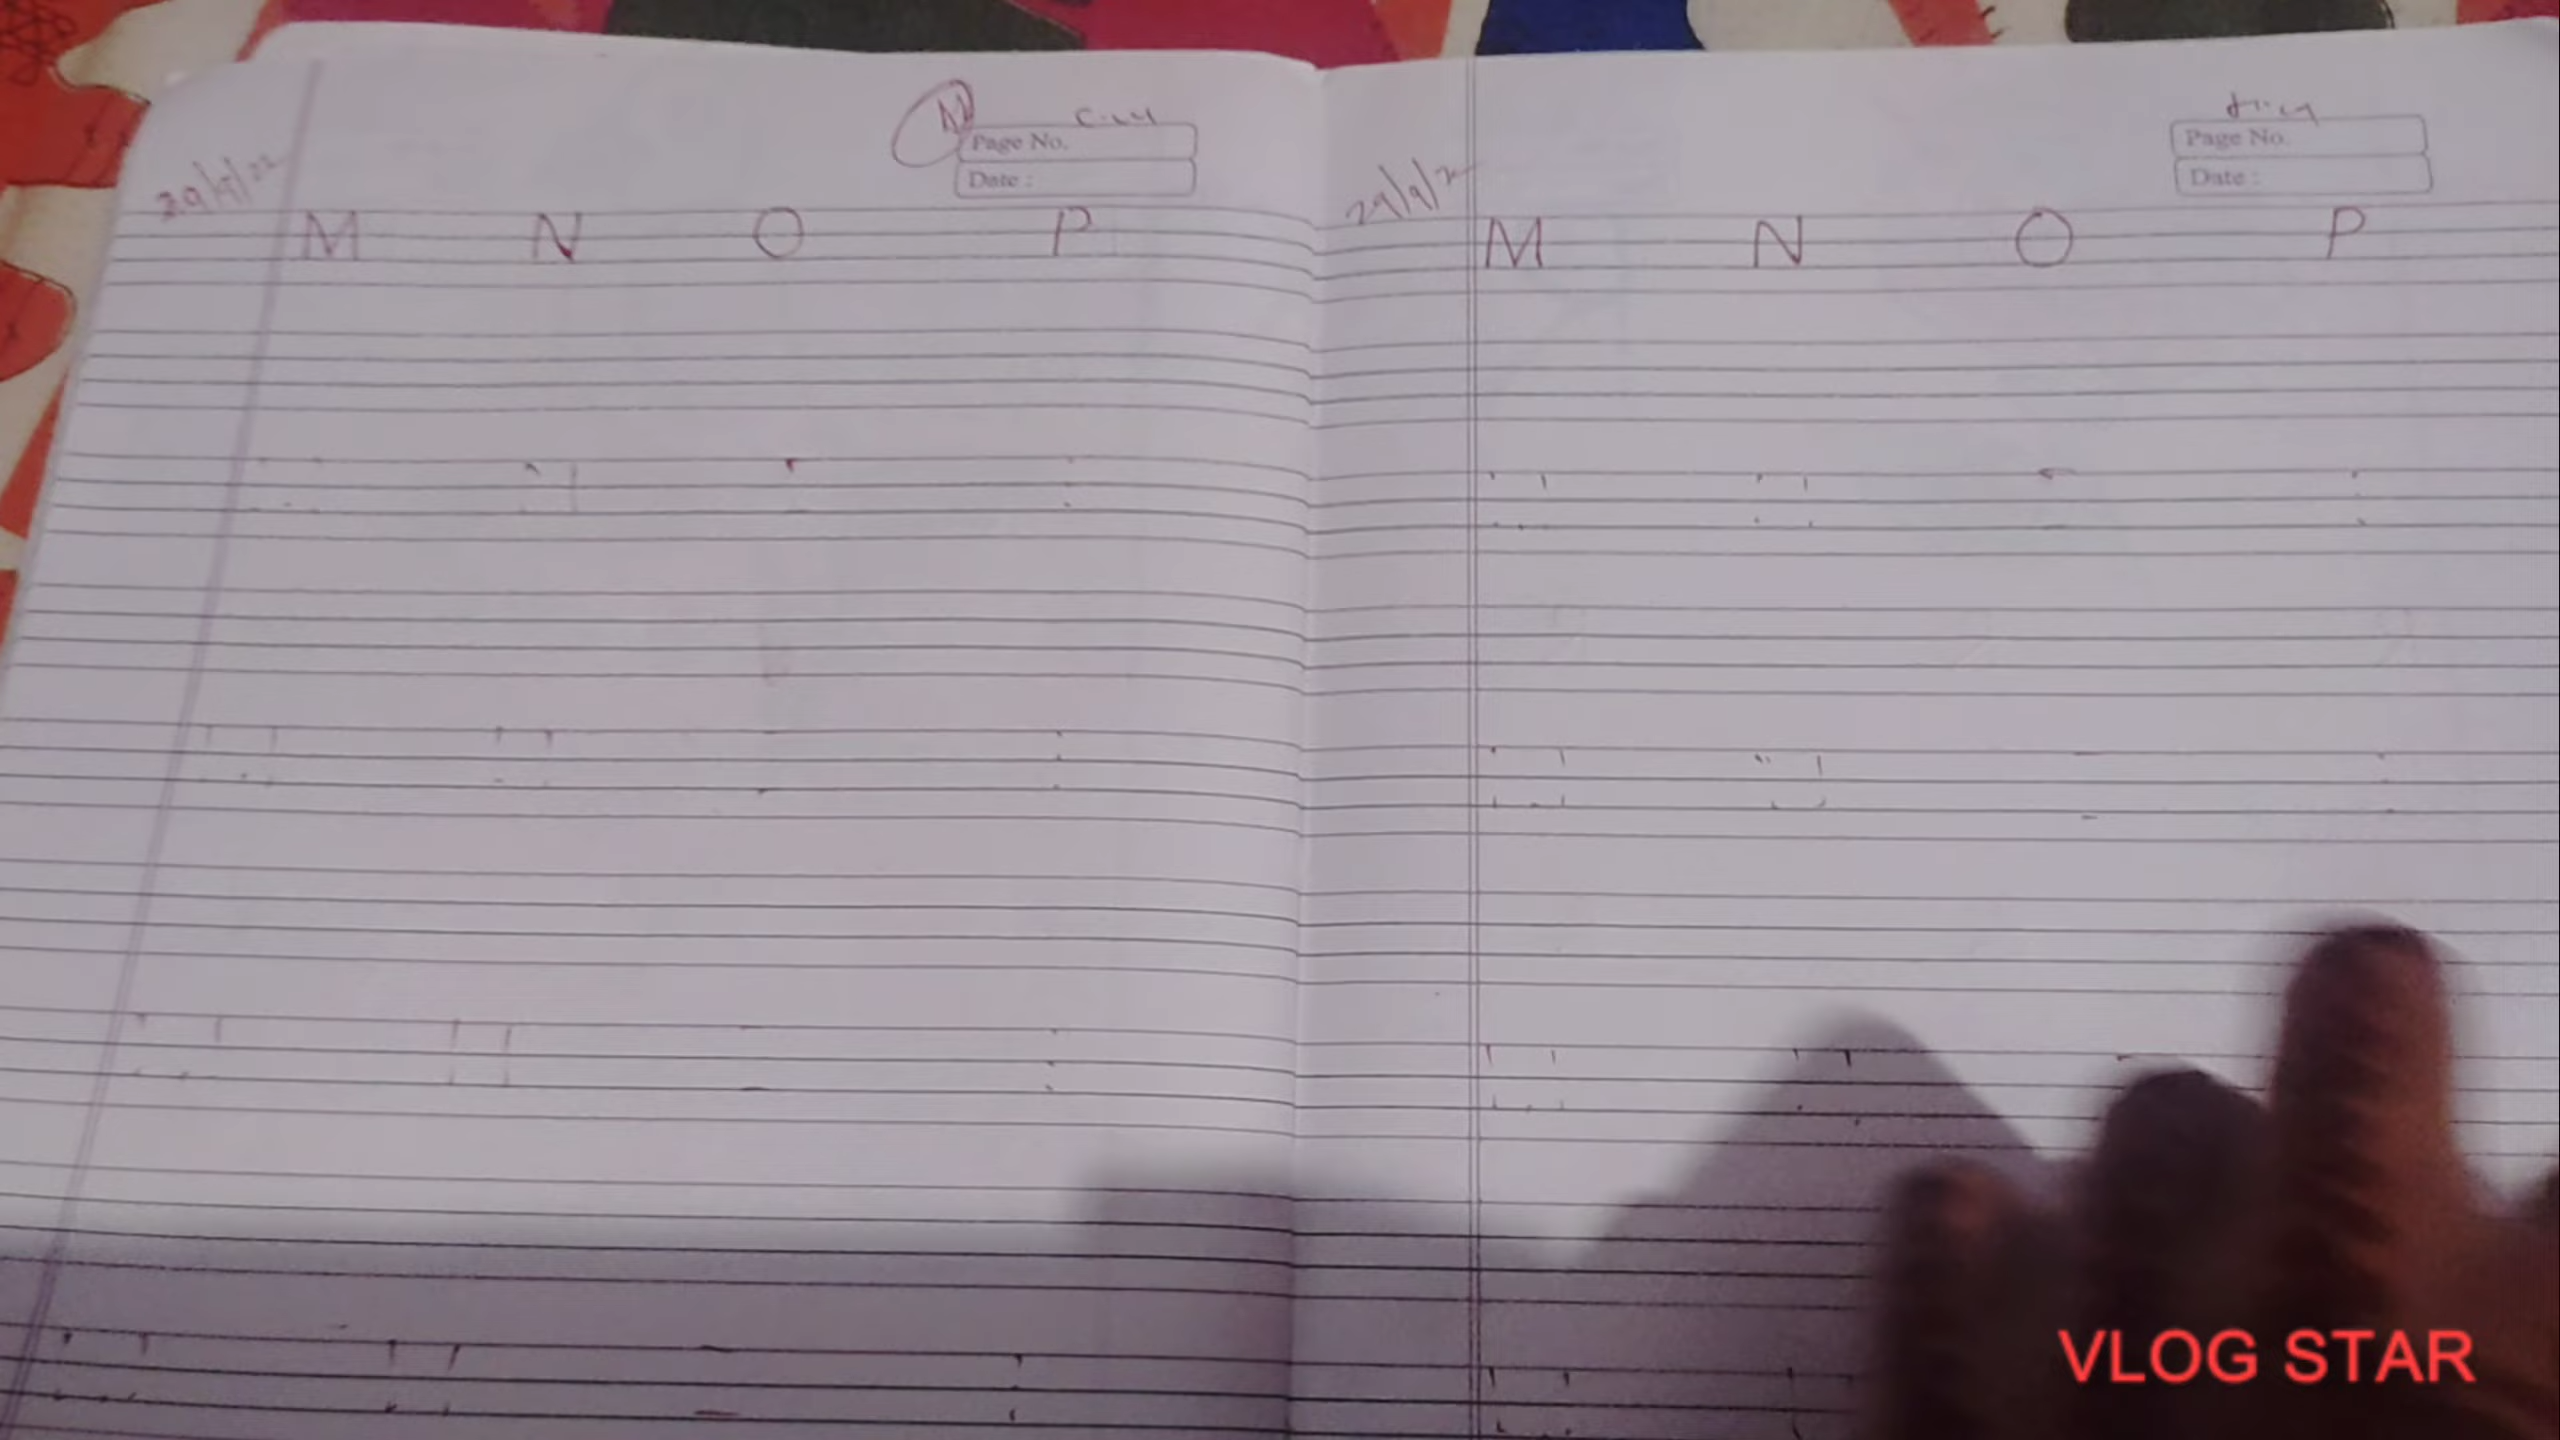 Page No.
Date :
29/9/22
M N O P
Page No.
Date :
29/9/2
M N O P
VLOG STAR